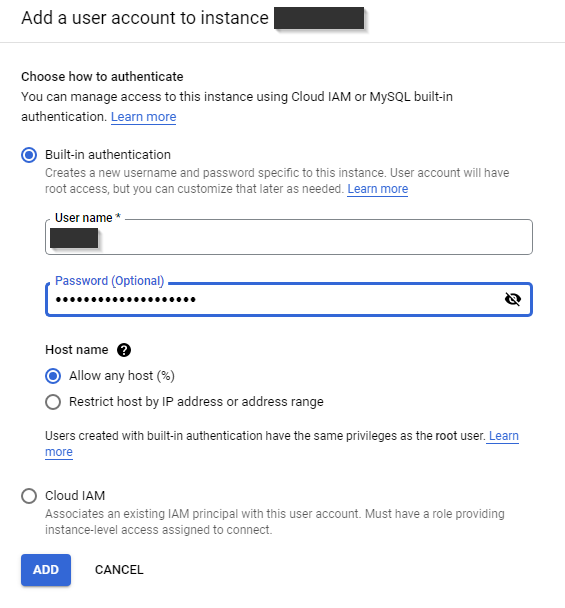 Add a user account to instance
Choose how to authenticate
You can manage access to this instance using Cloud IAM or MySQL built-in
authentication. Learn more
Built-in authentication
Creates a new username and password specific to this instance. User account will have
root access, but you can customize that later as needed. Learn more
User name *
Password (Optional)
••••••••••••••••••••
Host name ?
Allow any host (%)
Restrict host by IP address or address range
Users created with built-in authentication have the same privileges as the root user. Learn
more
Cloud IAM
Associates an existing IAM principal with this user account. Must have a role providing
instance-level access assigned to connect.
ADD CANCEL